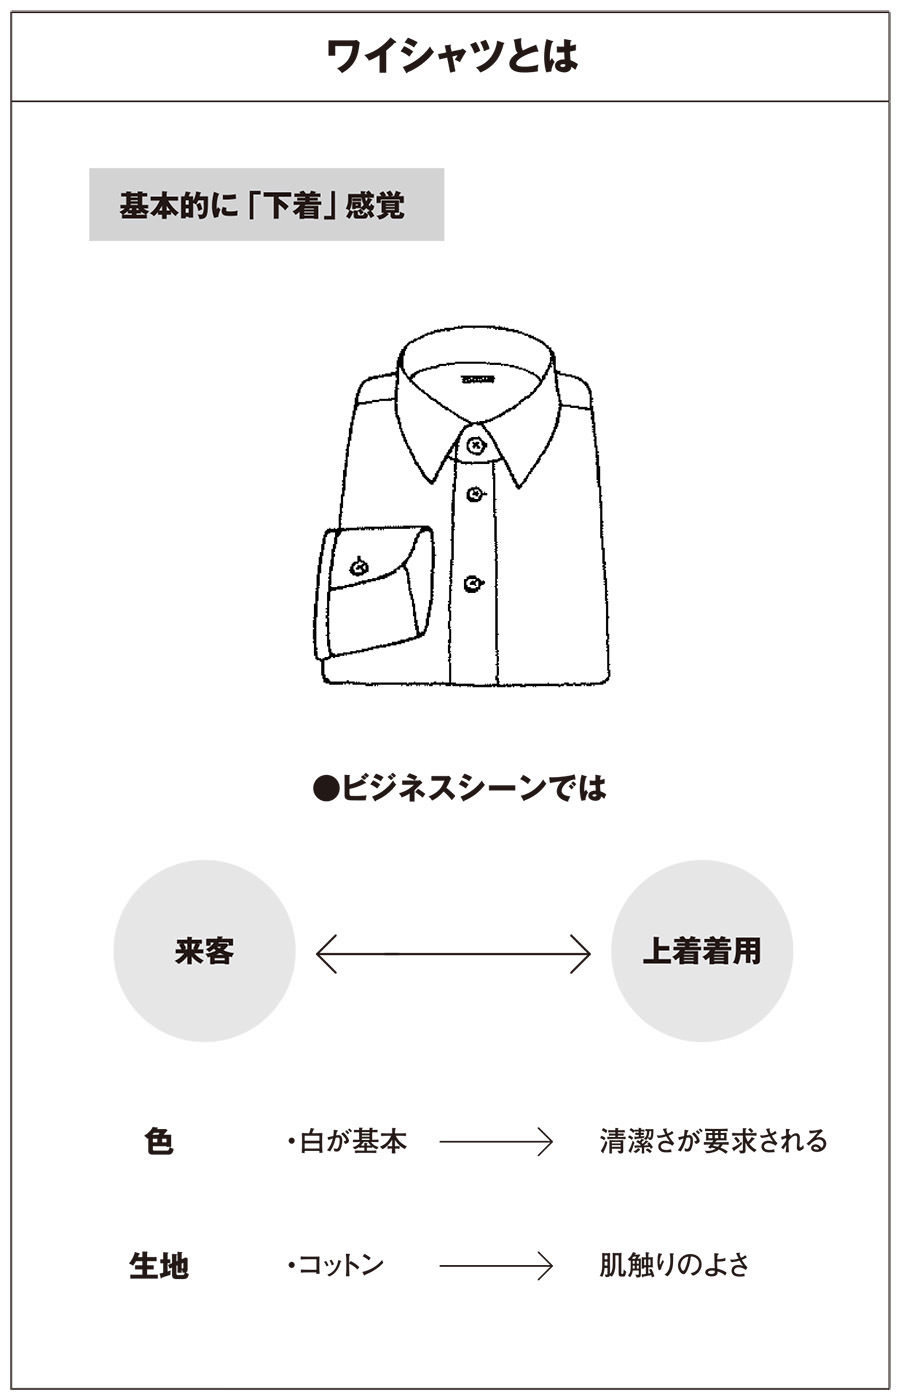 ワイシャツとは
基本的に「下着」感覚
●ビジネスシーンでは
来客
上着着用
色 ・白が基本 → 清潔さが要求される
生地 ・コットン → 肌触りのよさ